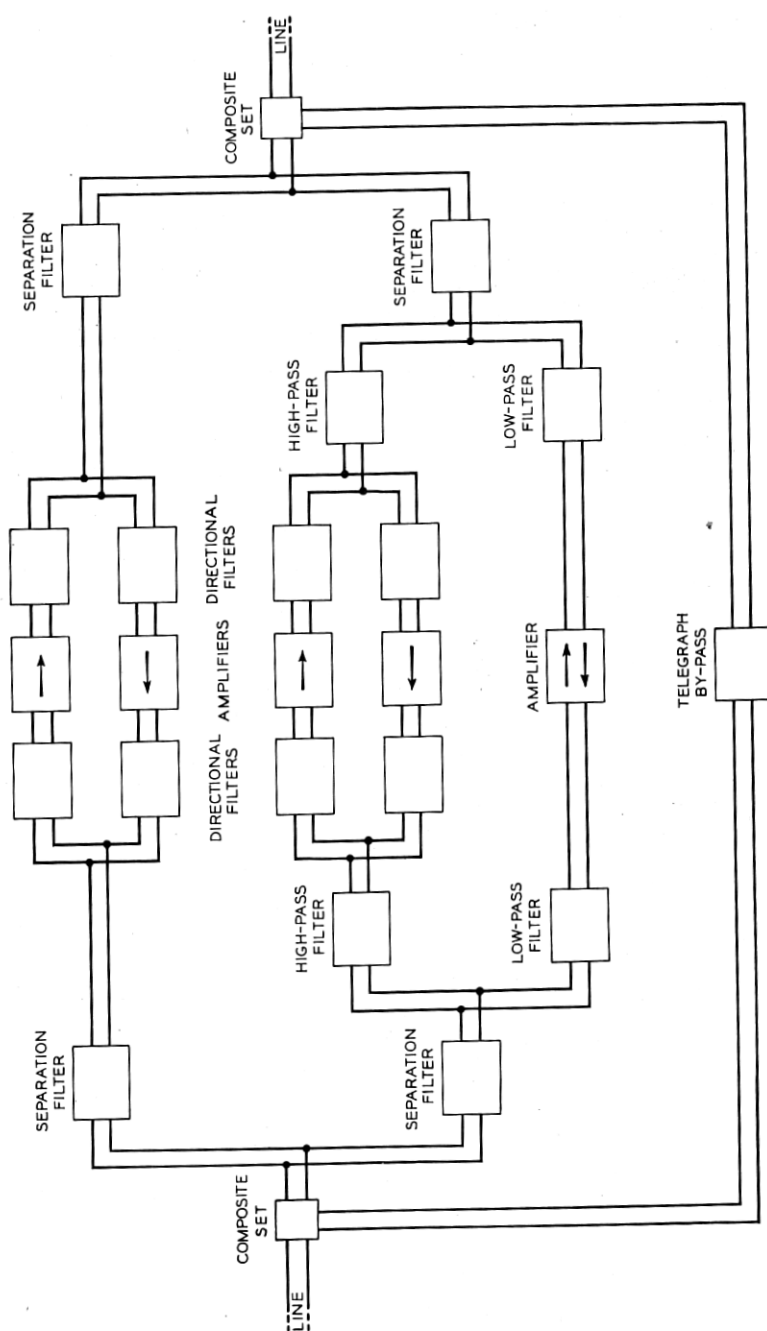 LINE
COMPOSITE
SET
SEPARATION
FILTER
SEPARATION
FILTER
HIGH-PASS
FILTER
LOW-PASS
FILTER
DIRECTIONAL
FILTERS
AMPLIFIERS
DIRECTIONAL
FILTERS
AMPLIFIER
TELEGRAPH
BY-PASS
HIGH-PASS
FILTER
LOW-PASS
FILTER
SEPARATION
FILTER
SEPARATION
FILTER
COMPOSITE
SET
LINE